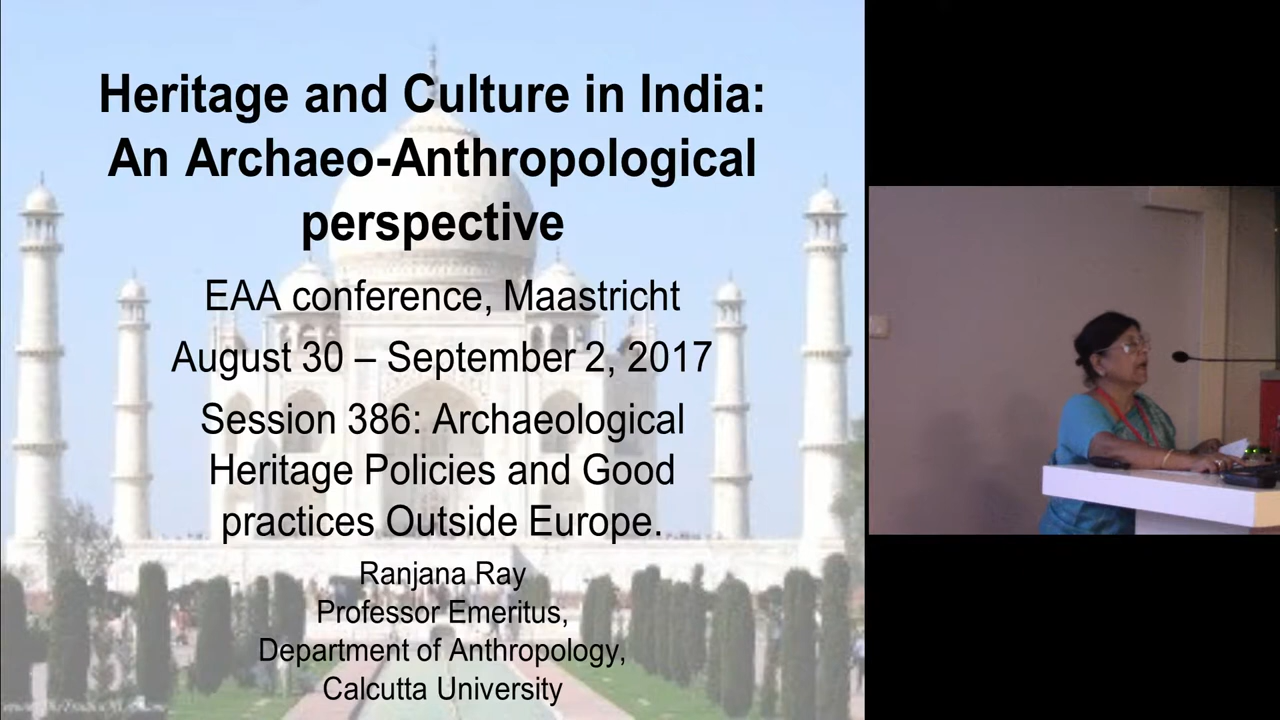 Heritage and Culture in India:
An Archaeo-Anthropological
perspective
EAA conference, Maastricht
August 30 – September 2, 2017
Session 386: Archaeological
Heritage Policies and Good
practices Outside Europe.
Ranjana Ray
Professor Emeritus,
Department of Anthropology,
Calcutta University